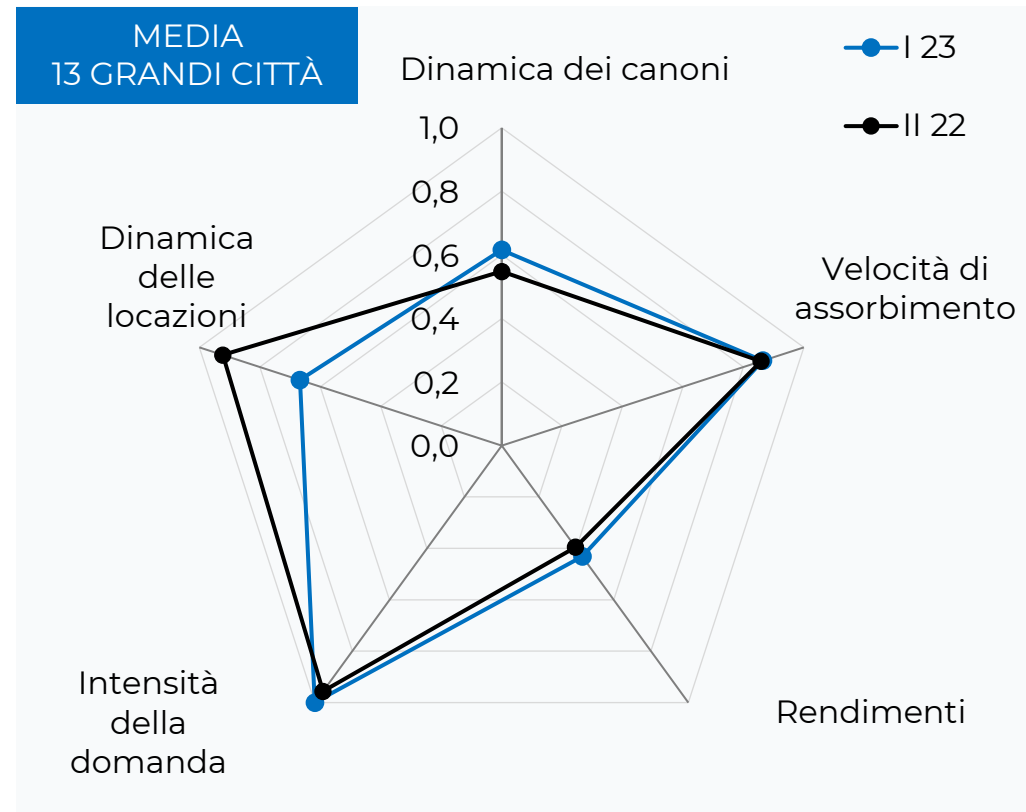 MEDIA
13 GRANDI CITTÀ
Dinamica dei canoni
I 23
II 22
1,0
0,8
0,6
0,4
0,2
0,0
Dinamica
delle
locazioni
Velocità di
assorbimento
Intensità
della
domanda
Rendimenti